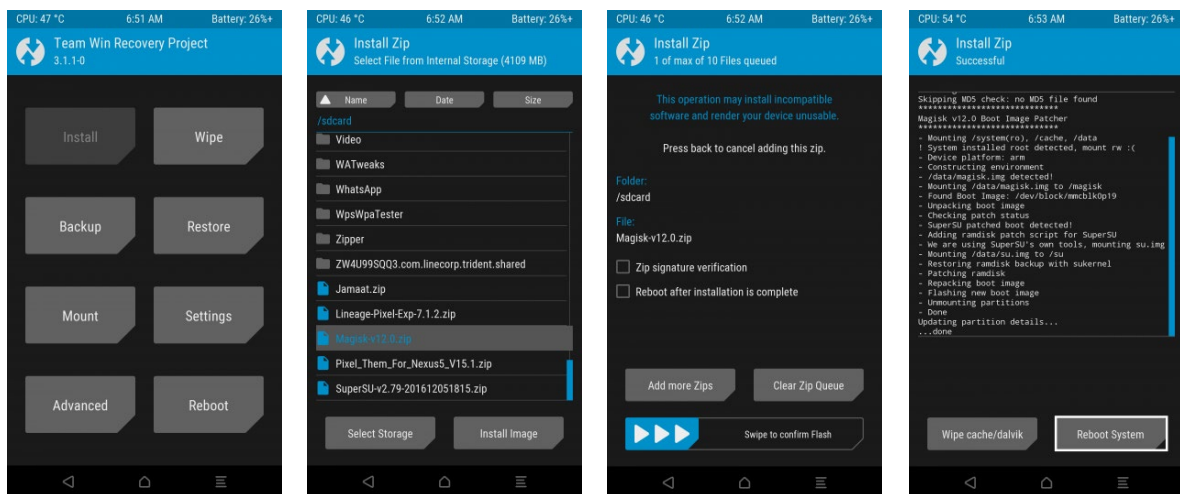 CPU: 47 °C 6:51 AM Battery: 26%+
Team Win Recovery Project
3.1.1-0
Install Wipe
Backup Restore
Mount Settings
Advanced Reboot
CPU: 46 °C 6:52 AM Battery: 26%+
Install Zip
Select File from Internal Storage (4109 MB)
Name Date Size
/sdcard
Video
WATweaks
WhatsApp
WpsWpaTester
Zipper
ZW4U99SQQ3.com.linecorp.trident.shared
Jamaat.zip
Lineage-Pixel-Exp-7.1.2.zip
Magisk-v12.0.zip
Pixel_Them_For_Nexus5_V15.1.zip
SuperSU-v2.79-201612051815.zip
Select Storage Install Image
CPU: 46 °C 6:52 AM Battery: 26%+
Install Zip
1 of max of 10 Files queued
This operation may install incompatible
software and render your device unusable.
Press back to cancel adding this zip.
Folder:
/sdcard
File:
Magisk-v12.0.zip
Zip signature verification
Reboot after installation is complete
Add more Zips Clear Zip Queue
Swipe to confirm Flash
CPU: 54 °C 6:53 AM Battery: 26%+
Install Zip
Successful
Skipping MD5 check: no MD5 file found
****************************
Magisk v12.0 Boot Image Patcher
****************************
- Mounting /system(ro), /cache, /data
! System installed root detected, mount rw :(
- Device platform: arm
- Constructing environment
- /data/magisk.img detected!
- Mounting /data/magisk.img to /magisk
- Found Boot Image: /dev/block/mmcblk0p19
- Unpacking boot image
- Checking patch status
- SuperSU patched boot detected!
- Adding ramdisk patch script for SuperSU
- We are using SuperSU's own tools, mounting su.img
- Mounting /data/su.img to /su
- Restoring ramdisk backup with sukernel
- Patching ramdisk
- Repacking boot image
- Flashing new boot image
- Unmounting partitions
- Done
Updating partition details...
...done
Wipe cache/dalvik Reboot System